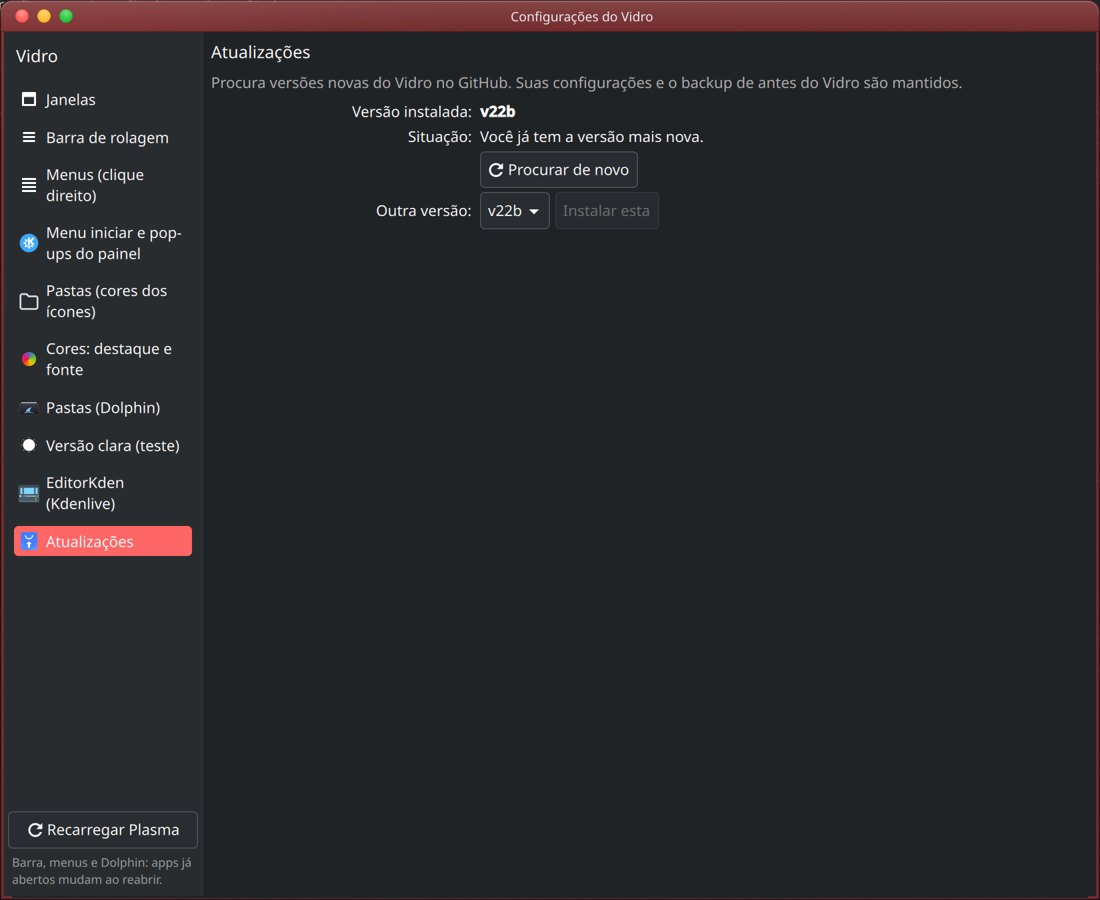 Configurações do Vidro
Vidro
Janelas
Barra de rolagem
Menus (clique
direito)
Menu iniciar e pop-
ups do painel
Pastas (cores dos
ícones)
Cores: destaque e
fonte
Pastas (Dolphin)
Versão clara (teste)
EditorKden
(Kdenlive)
Atualizações
Recarregar Plasma
Barra, menus e Dolphin: apps já
abertos mudam ao reabrir.
Atualizações
Procura versões novas do Vidro no GitHub. Suas configurações e o backup de antes do Vidro são mantidos.
Versão instalada: v22b
Situação: Você já tem a versão mais nova.
Procurar de novo
Outra versão: v22b Instalar esta